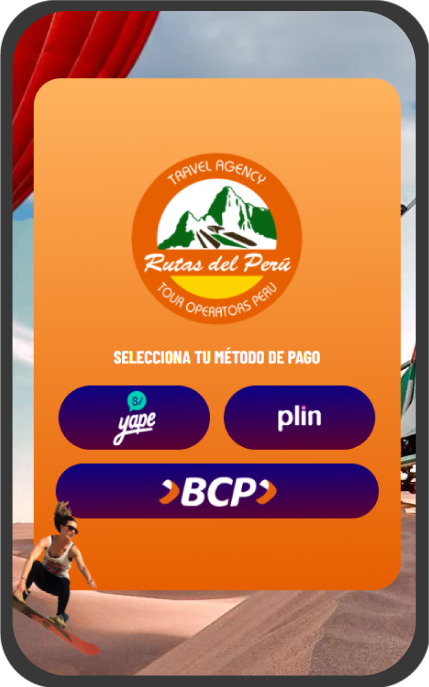 TRAVEL AGENCY
Rutas del Perú
TOUR OPERATORS PERU
SELECCIONA TU MÉTODO DE PAGO
S/
yape
plin
BCP